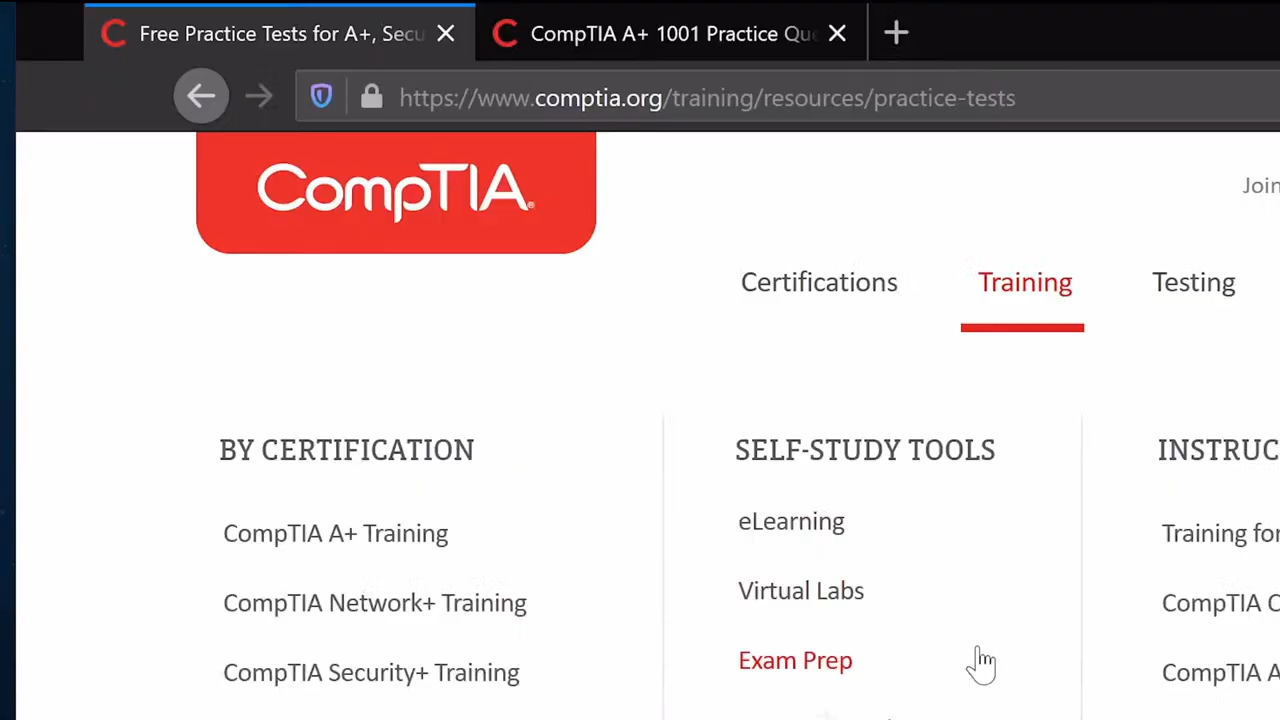 Free Practice Tests for A+, Secu
CompTIA A+ 1001 Practice Qu
https://www.comptia.org/training/resources/practice-tests
CompTIA®
Join
Certifications
Training
Testing
BY CERTIFICATION
CompTIA A+ Training
CompTIA Network+ Training
CompTIA Security+ Training
SELF-STUDY TOOLS
eLearning
Virtual Labs
Exam Prep
INSTRUC
Training for
CompTIA C
CompTIA A